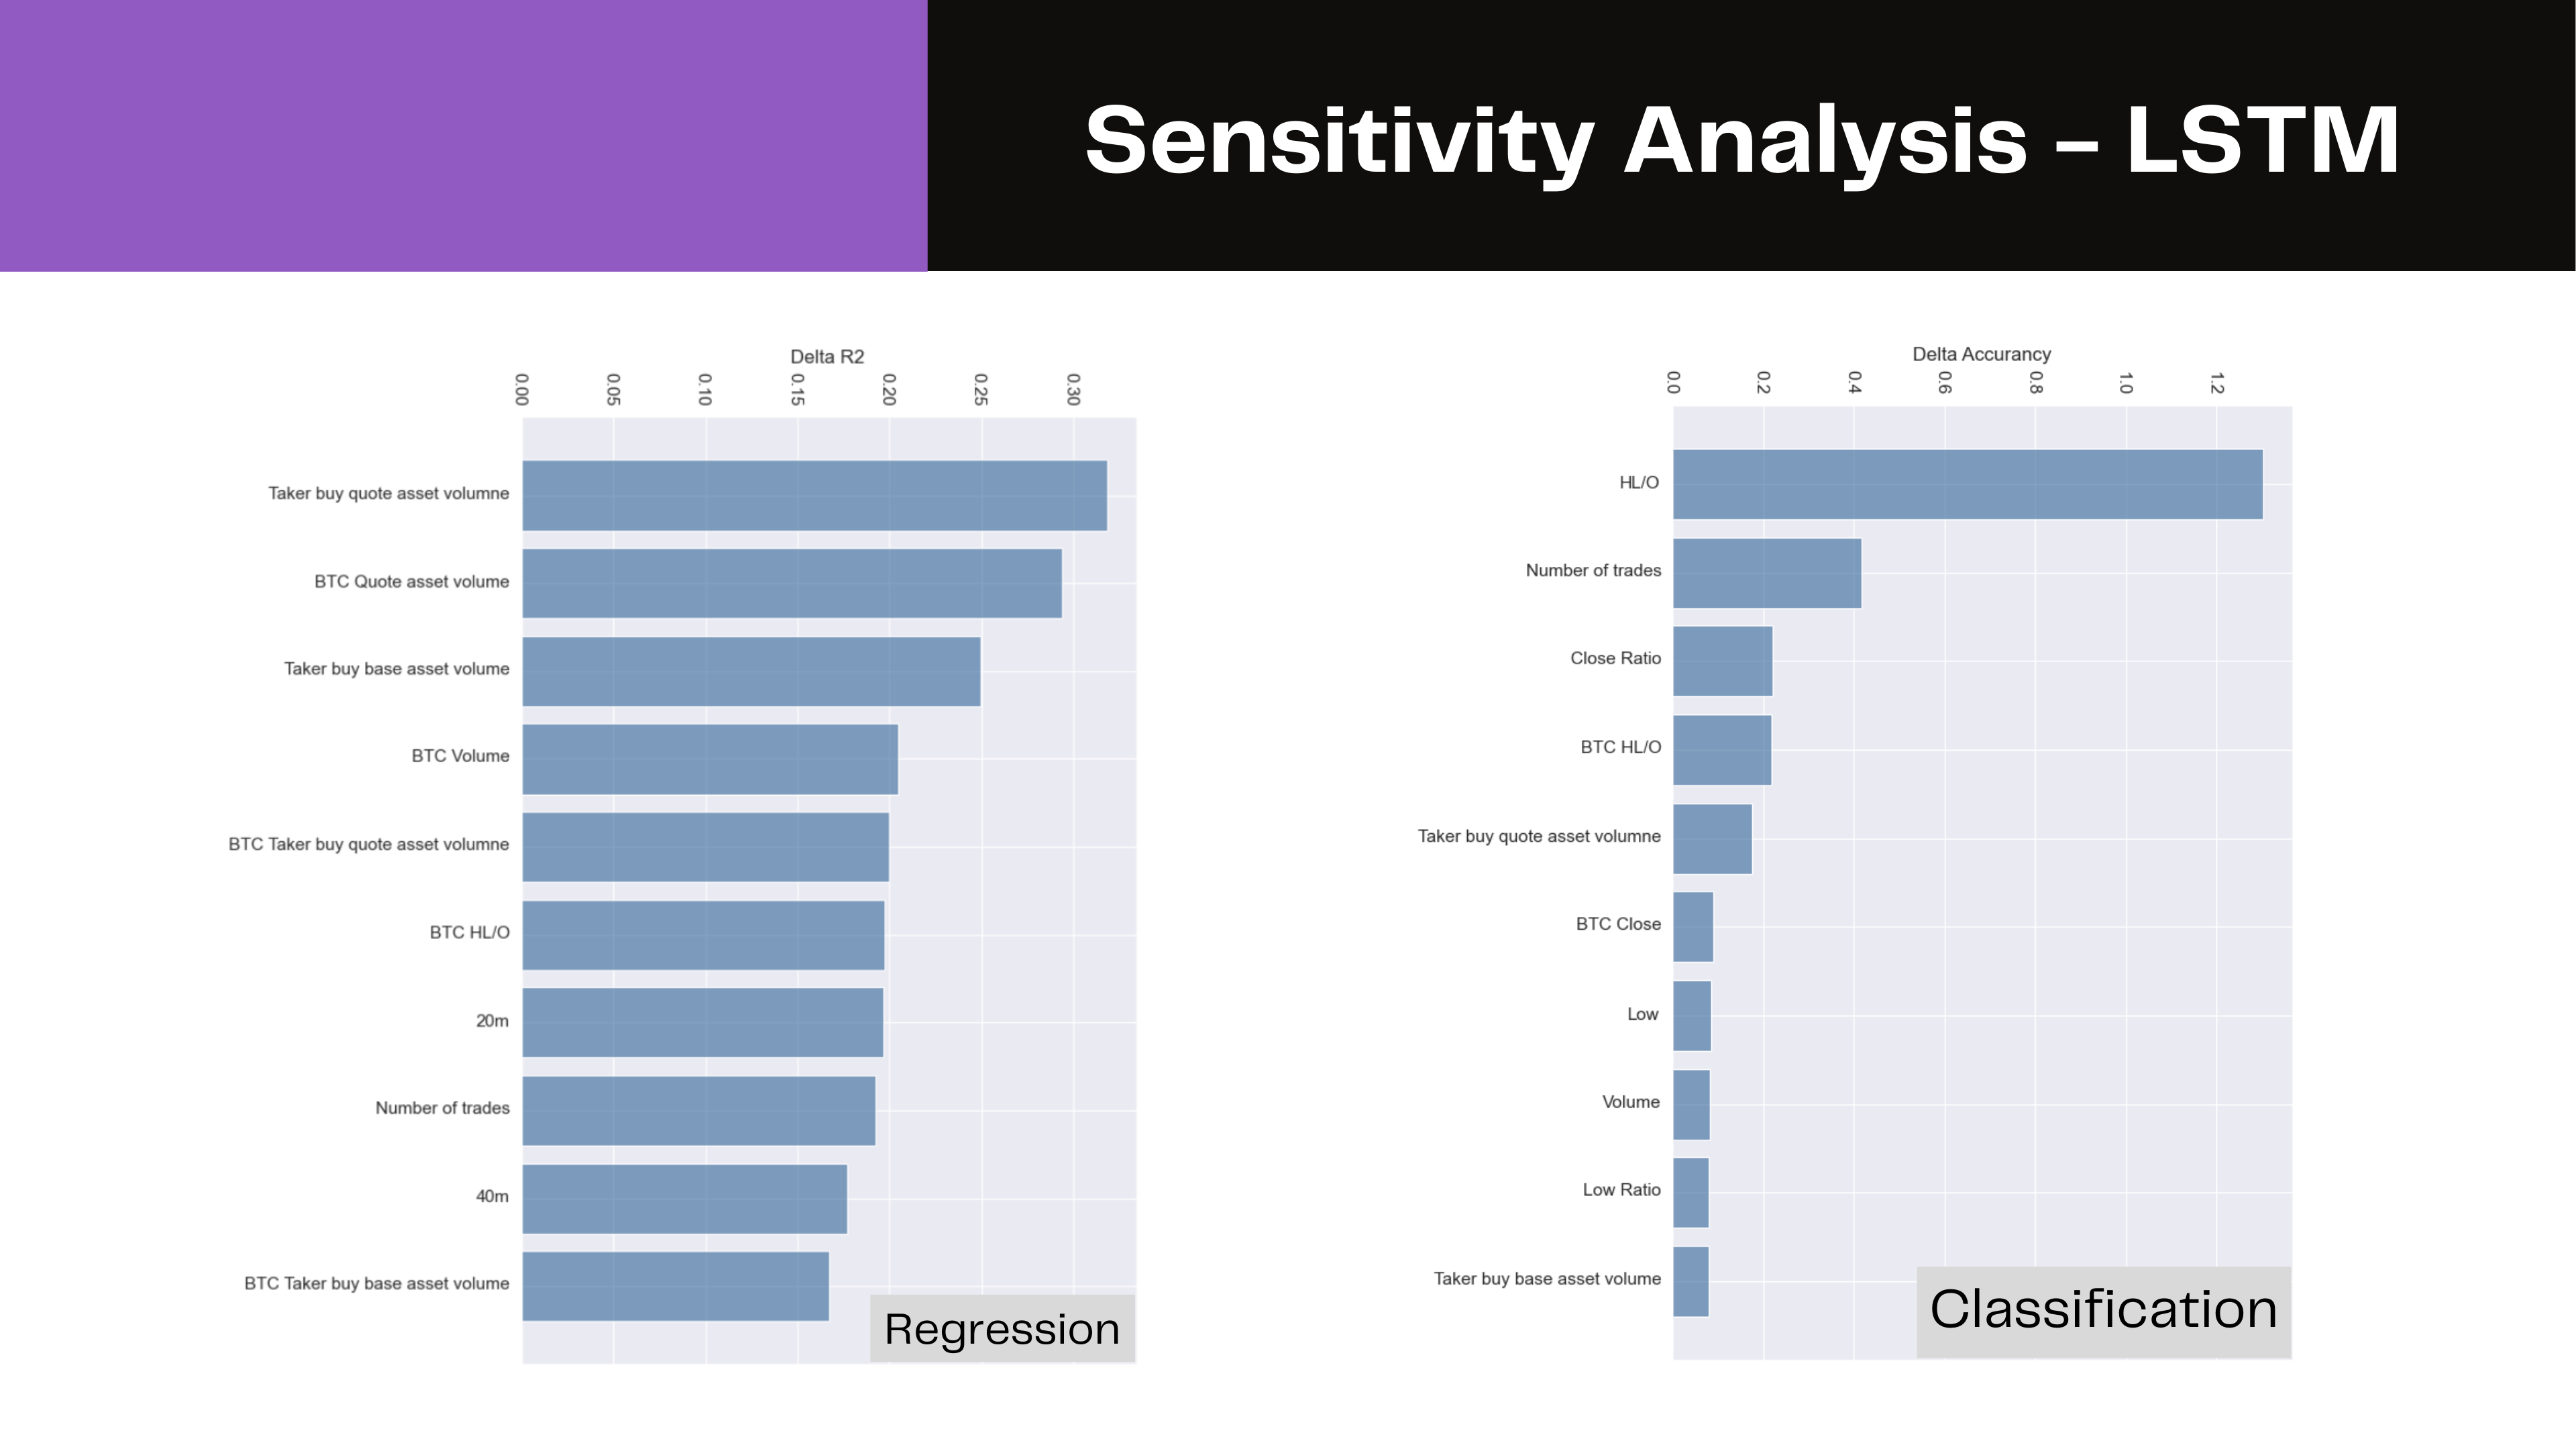 Sensitivity Analysis – LSTM
Delta R2
0.00 0.05 0.10 0.15 0.20 0.25 0.30
Taker buy quote asset volumne
BTC Quote asset volume
Taker buy base asset volume
BTC Volume
BTC Taker buy quote asset volumne
BTC HL/O
20m
Number of trades
40m
BTC Taker buy base asset volume
Regression
Delta Accurancy
0.0 0.2 0.4 0.6 0.8 1.0 1.2
HL/O
Number of trades
Close Ratio
BTC HL/O
Taker buy quote asset volumne
BTC Close
Low
Volume
Low Ratio
Taker buy base asset volume
Classification